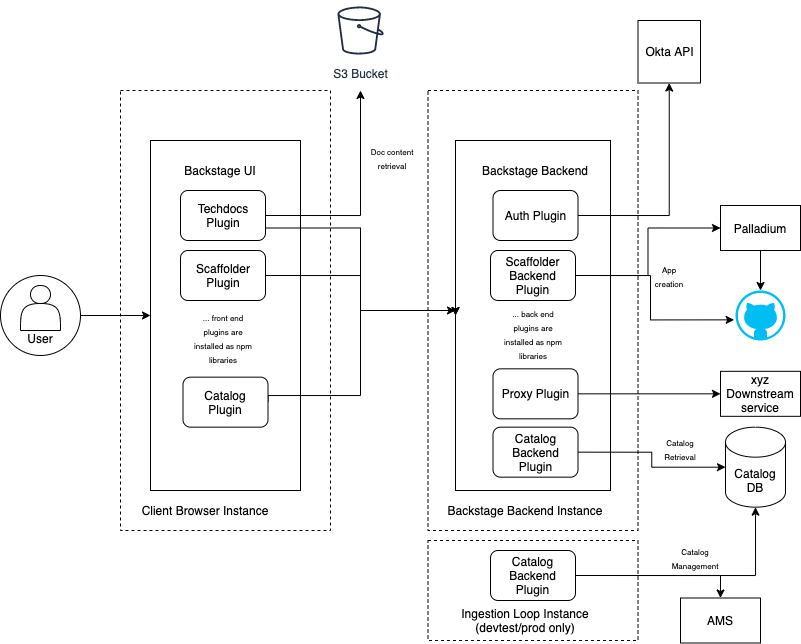 S3 Bucket
Okta API
Doc content
retrieval
Backstage UI
Techdocs
Plugin
Scaffolder
Plugin
... front end
plugins are
installed as npm
libraries
Catalog
Plugin
Client Browser Instance
User
Backstage Backend
Auth Plugin
Scaffolder
Backend
Plugin
... back end
plugins are
installed as npm
libraries
Proxy Plugin
Catalog
Backend
Plugin
Backstage Backend Instance
Palladium
App
creation
xyz
Downstream
service
Catalog
Retrieval
Catalog
DB
Catalog
Backend
Plugin
Ingestion Loop Instance
(devtest/prod only)
Catalog
Management
AMS